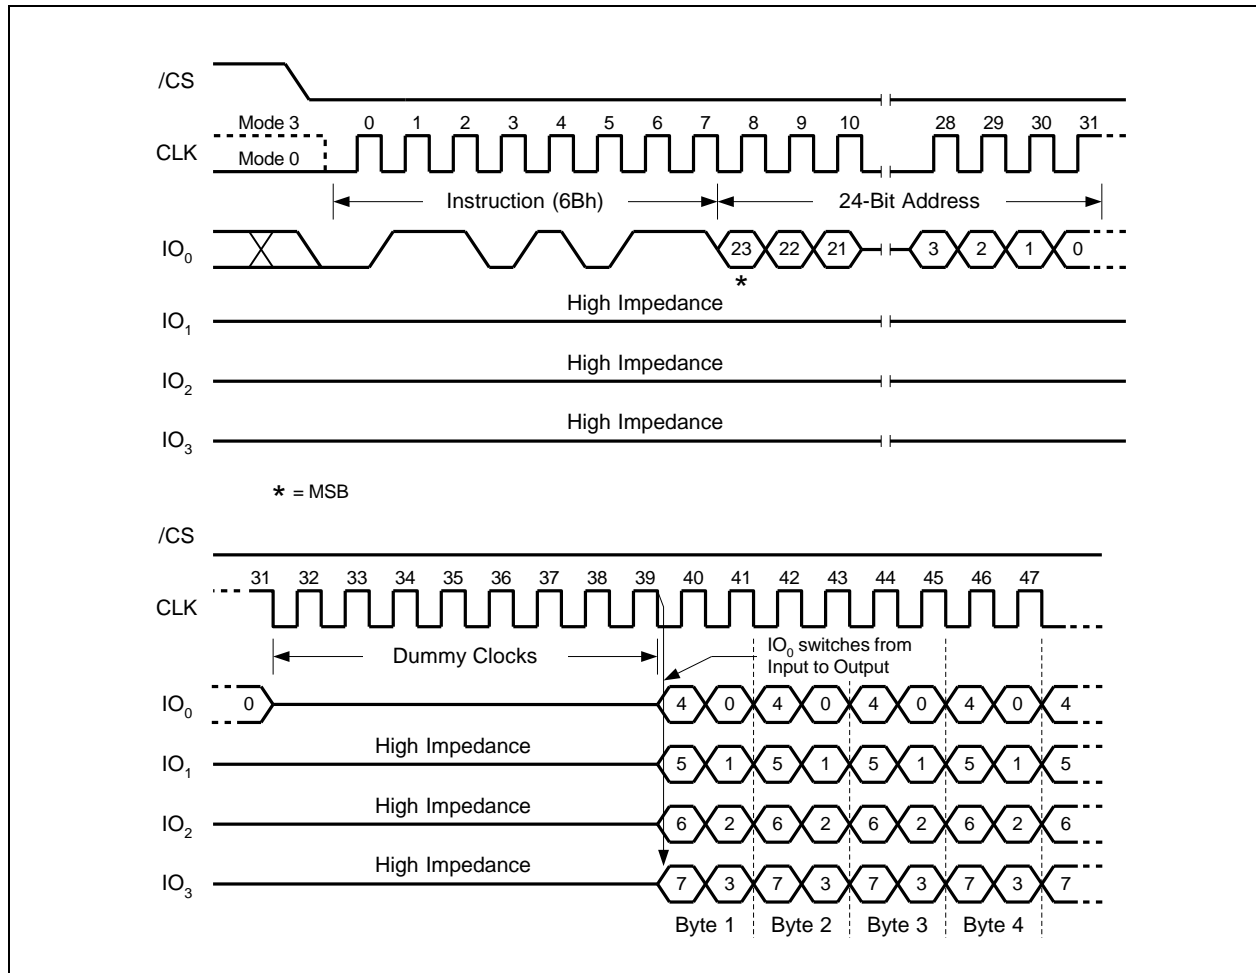 /CS
Mode 3 0 1 2 3 4 5 6 7 8 9 10 28 29 30 31
CLK
Mode 0
Instruction (6Bh) 24-Bit Address
IO0 23 22 21 3 2 1 0
*
High Impedance
IO1
High Impedance
IO2
High Impedance
IO3
* = MSB
/CS
31 32 33 34 35 36 37 38 39 40 41 42 43 44 45 46 47
CLK
Dummy Clocks
IO0 switches from
Input to Output
IO0 0 4 0 4 0 4 0 4 0 4
High Impedance
IO1 5 1 5 1 5 1 5 1 5
High Impedance
IO2 6 2 6 2 6 2 6 2 6
High Impedance
IO3 7 3 7 3 7 3 7 3 7
Byte 1 Byte 2 Byte 3 Byte 4